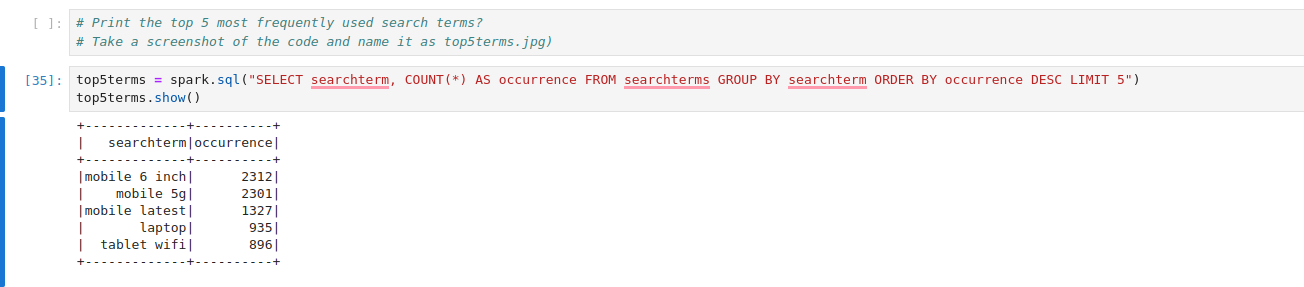 [ ]: # Print the top 5 most frequently used search terms?
# Take a screenshot of the code and name it as top5terms.jpg)
[35]: top5terms = spark.sql("SELECT searchterm, COUNT(*) AS occurrence FROM searchterms GROUP BY searchterm ORDER BY occurrence DESC LIMIT 5")
top5terms.show()
+-------------+----------+
|   searchterm|occurrence|
+-------------+----------+
|mobile 6 inch|      2312|
|    mobile 5g|      2301|
|mobile latest|      1327|
|       laptop|       935|
|  tablet wifi|       896|
+-------------+----------+